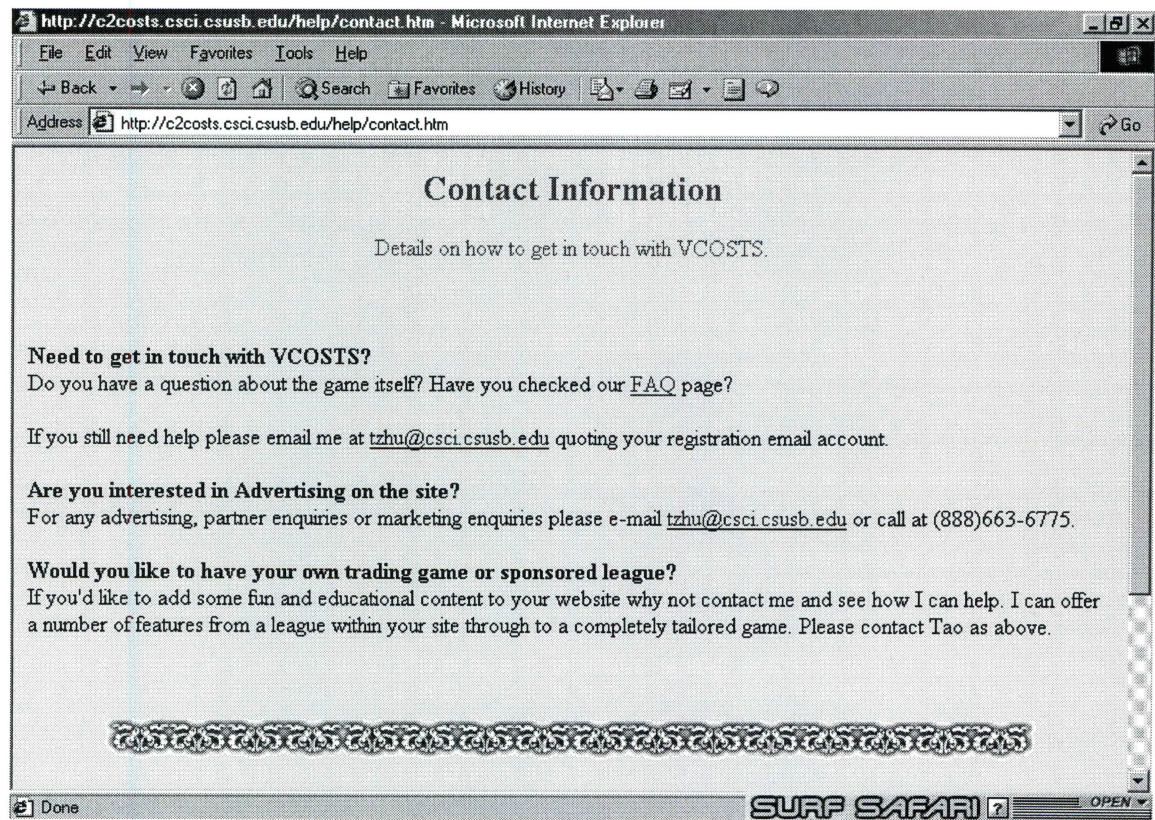 http://c2costs.csci.csusb.edu/help/contact.htm - Microsoft Internet Explorer
File Edit View Favorites Tools Help
Back Search Favorites History
Address http://c2costs.csci.csusb.edu/help/contact.htm Go
Contact Information
Details on how to get in touch with VCOSTS.
Need to get in touch with VCOSTS?
Do you have a question about the game itself? Have you checked our FAQ page?
If you still need help please email me at tzhu@csci.csusb.edu quoting your registration email account.
Are you interested in Advertising on the site?
For any advertising, partner enquiries or marketing enquiries please e-mail tzhu@csci.csusb.edu or call at (888)663-6775.
Would you like to have your own trading game or sponsored league?
If you'd like to add some fun and educational content to your website why not contact me and see how I can help. I can offer
a number of features from a league within your site through to a completely tailored game. Please contact Tao as above.
Done SURF SAFARI ? OPEN